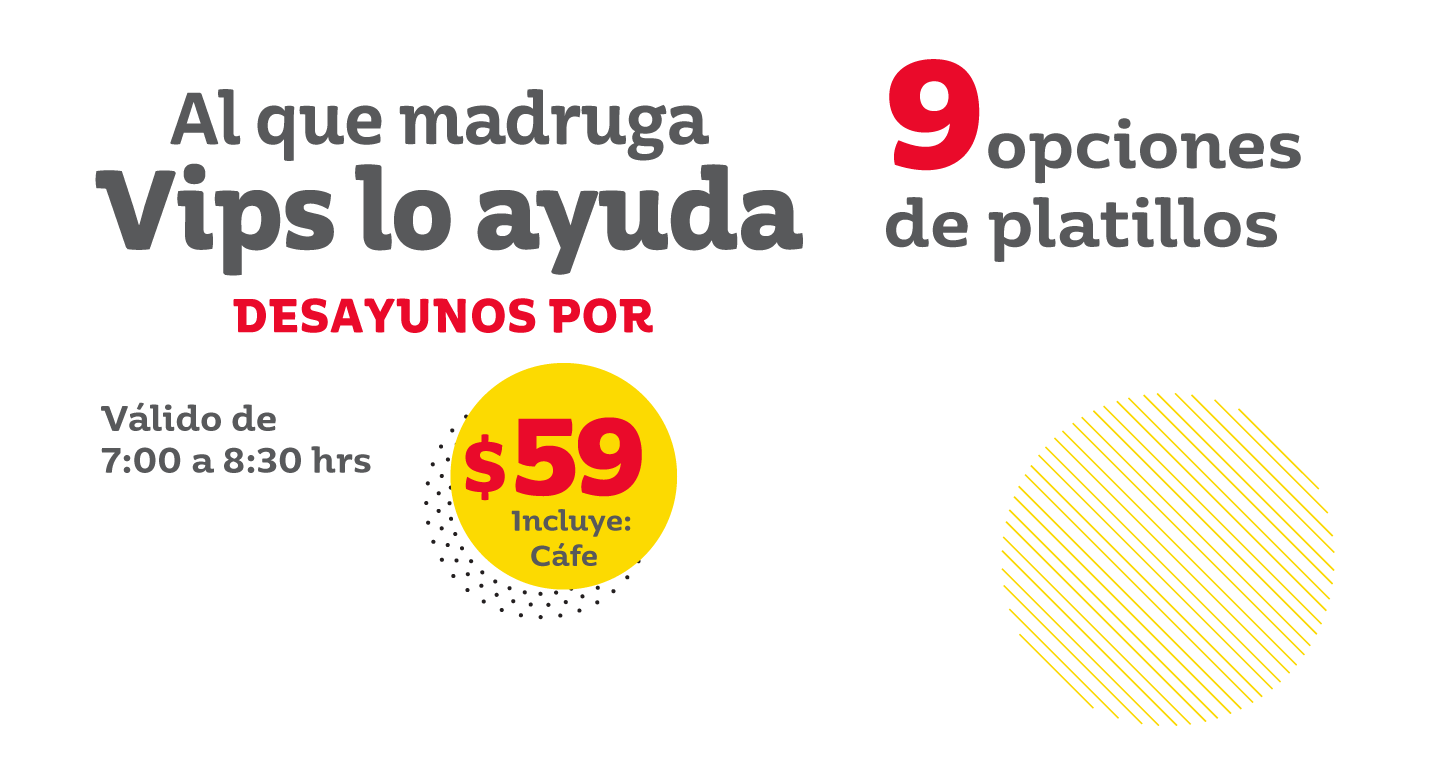 Al que madruga
Vips lo ayuda
DESAYUNOS POR
Válido de
7:00 a 8:30 hrs
$59
Incluye:
Cáfe
9 opciones
de platillos